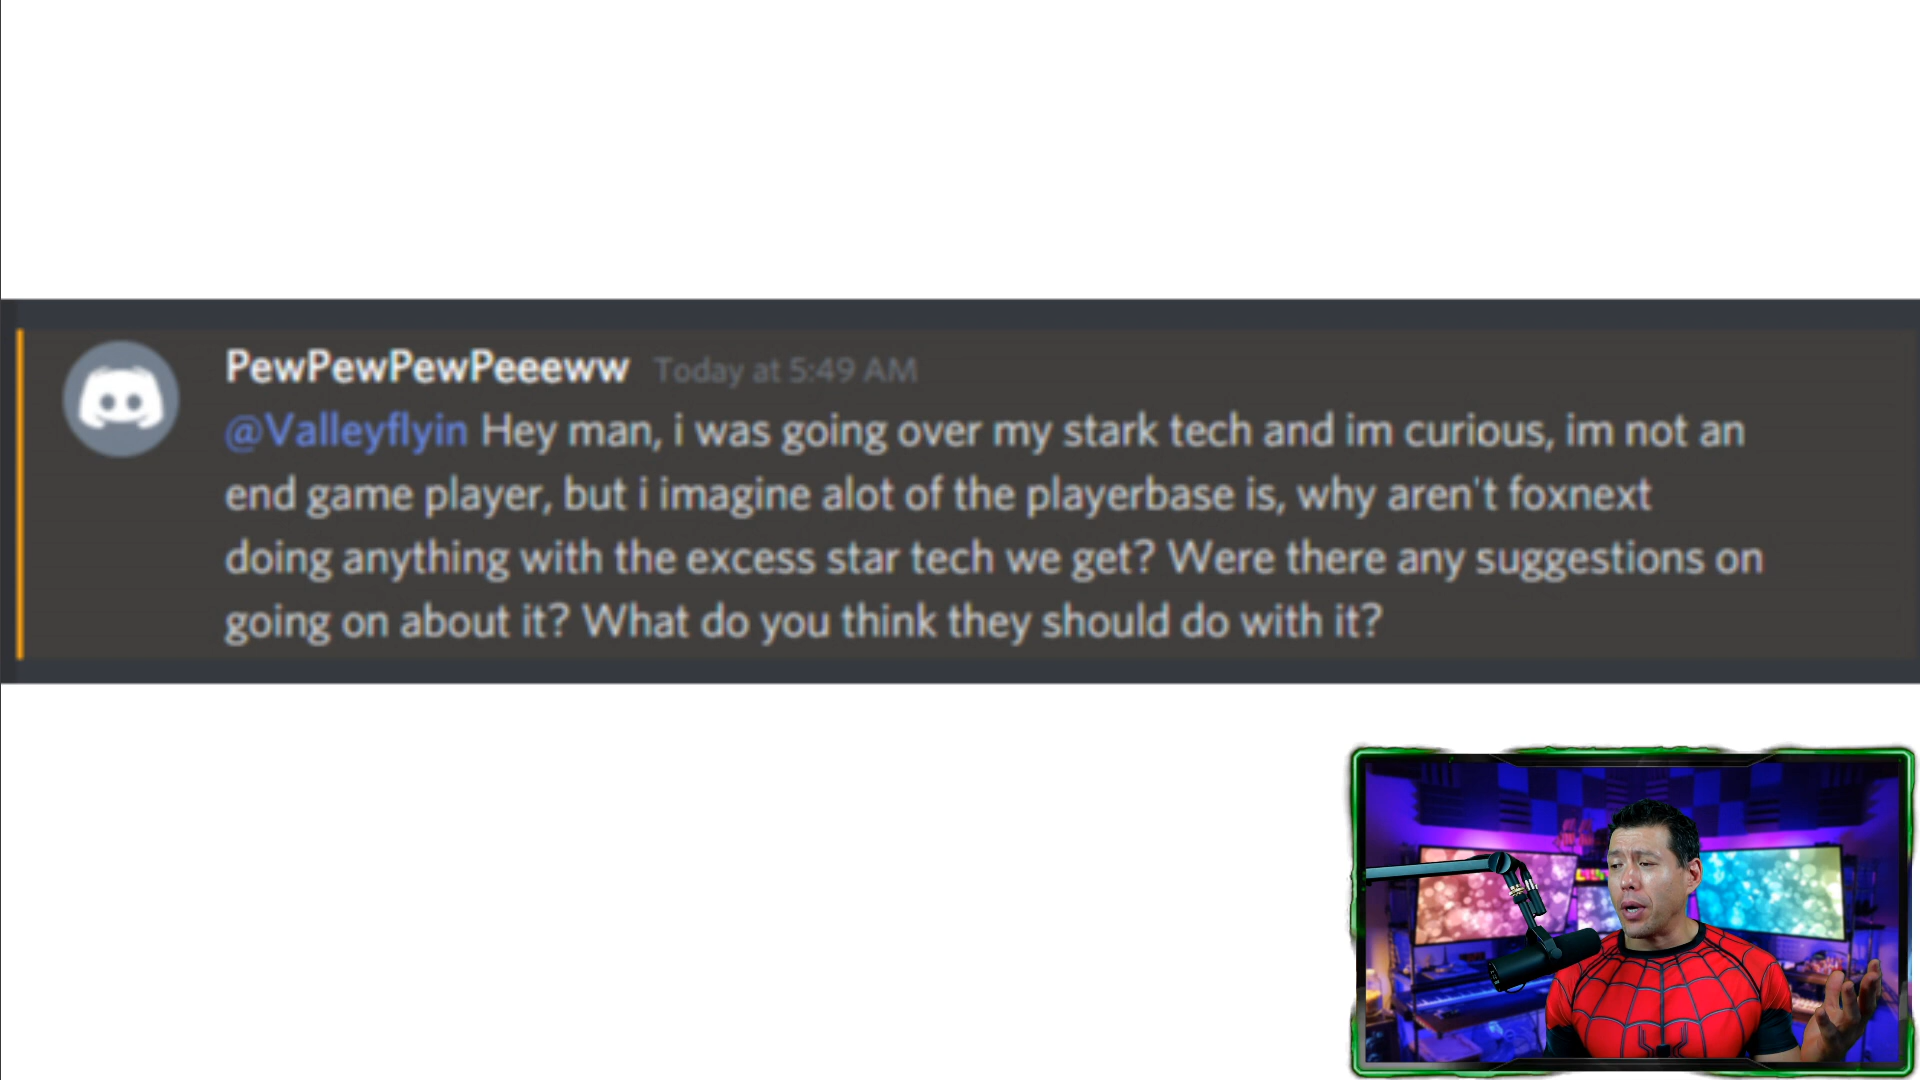 PewPewPewPeeeww Today at 5:49 AM
@Valleyflyin Hey man, i was going over my stark tech and im curious, im not an
end game player, but i imagine alot of the playerbase is, why aren't foxnext
doing anything with the excess star tech we get? Were there any suggestions on
going on about it? What do you think they should do with it?